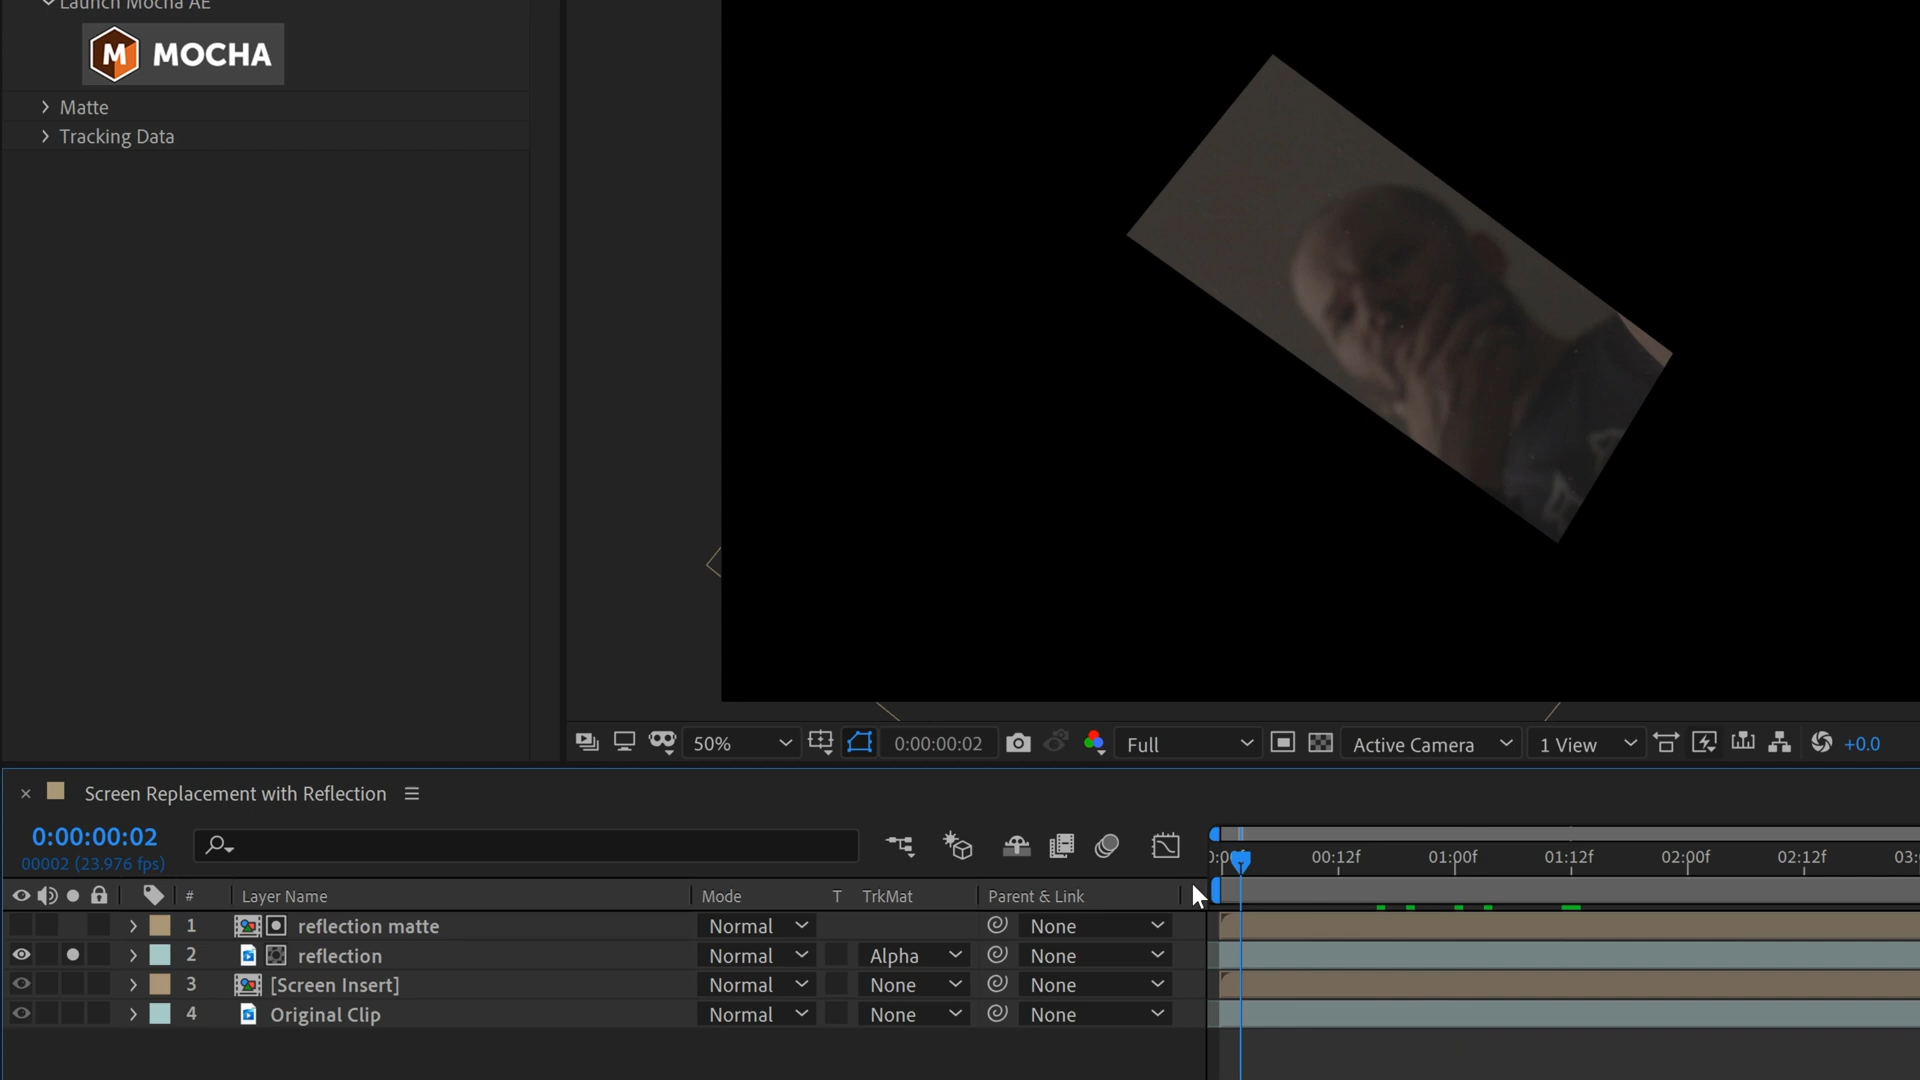 Launch Mocha AE
M MOCHA
Matte
Tracking Data
50% 0:00:00:02 Full Active Camera 1 View +0.0
Screen Replacement with Reflection
0:00:00:02
00002 (23.976 fps)
00:12f 01:00f 01:12f 02:00f 02:12f 03:
# Layer Name Mode T TrkMat Parent & Link
1 reflection matte Normal None
2 reflection Normal Alpha None
3 [Screen Insert] Normal None None
4 Original Clip Normal None None